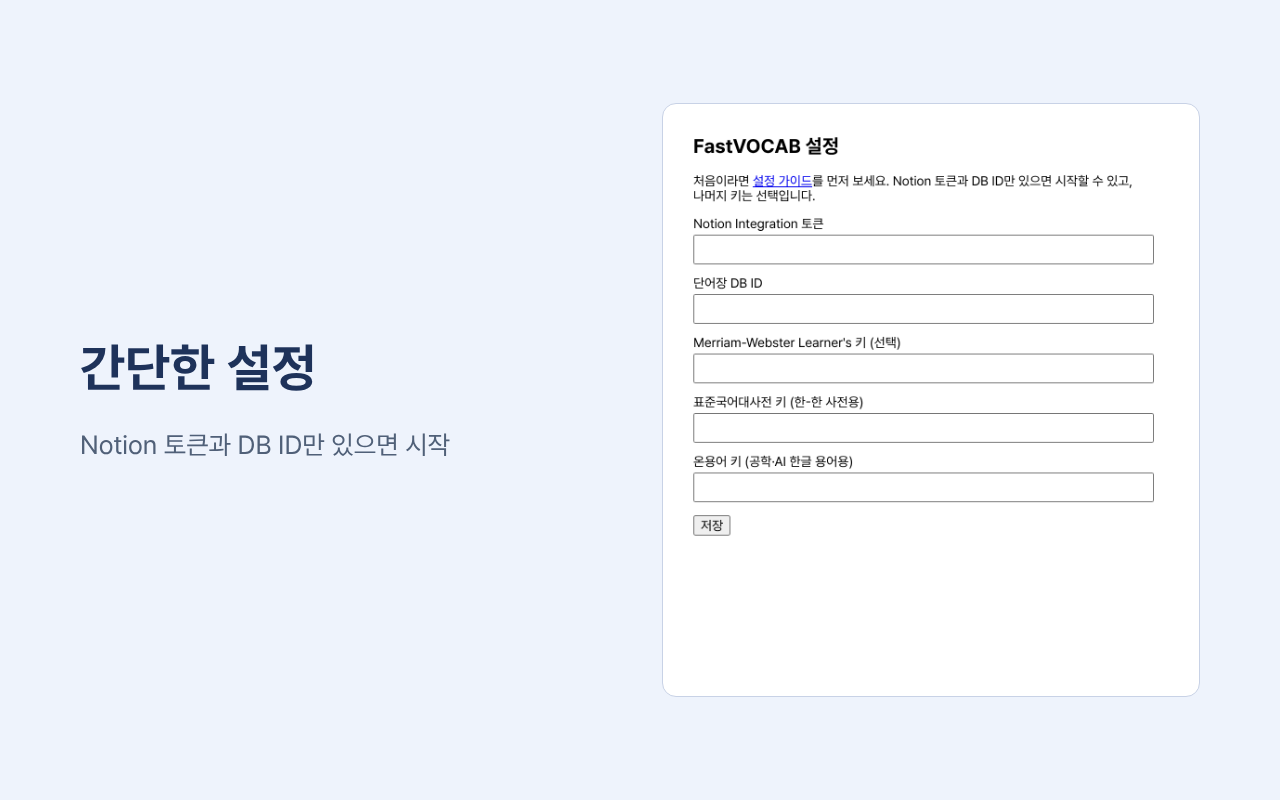 간단한 설정
Notion 토큰과 DB ID만 있으면 시작
FastVOCAB 설정
처음이라면 설정 가이드를 먼저 보세요. Notion 토큰과 DB ID만 있으면 시작할 수 있고,
나머지 키는 선택입니다.
Notion Integration 토큰
단어장 DB ID
Merriam-Webster Learner's 키 (선택)
표준국어대사전 키 (한-한 사전용)
온용어 키 (공학·AI 한글 용어용)
저장